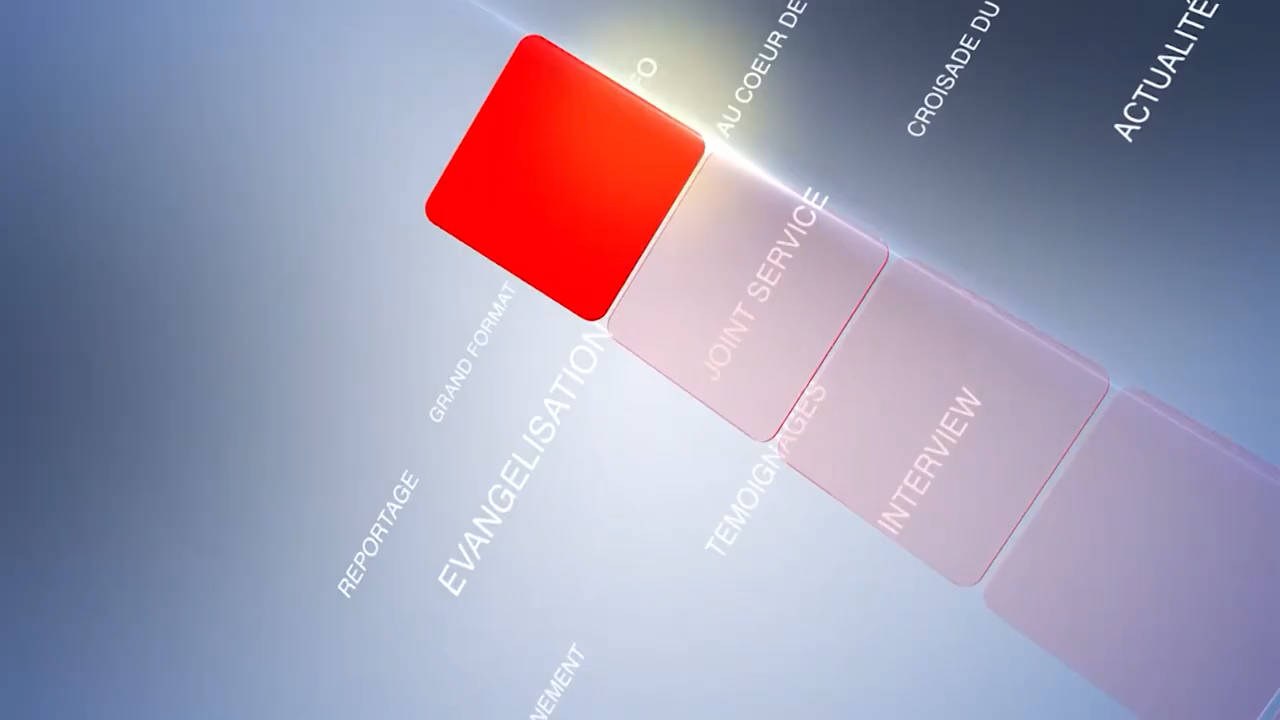 AU COEUR DE
CROISADE DU
ACTUALITÉ
JOINT SERVICE
GRAND FORMAT
EVANGELISATION
TEMOIGNAGES
INTERVIEW
REPORTAGE